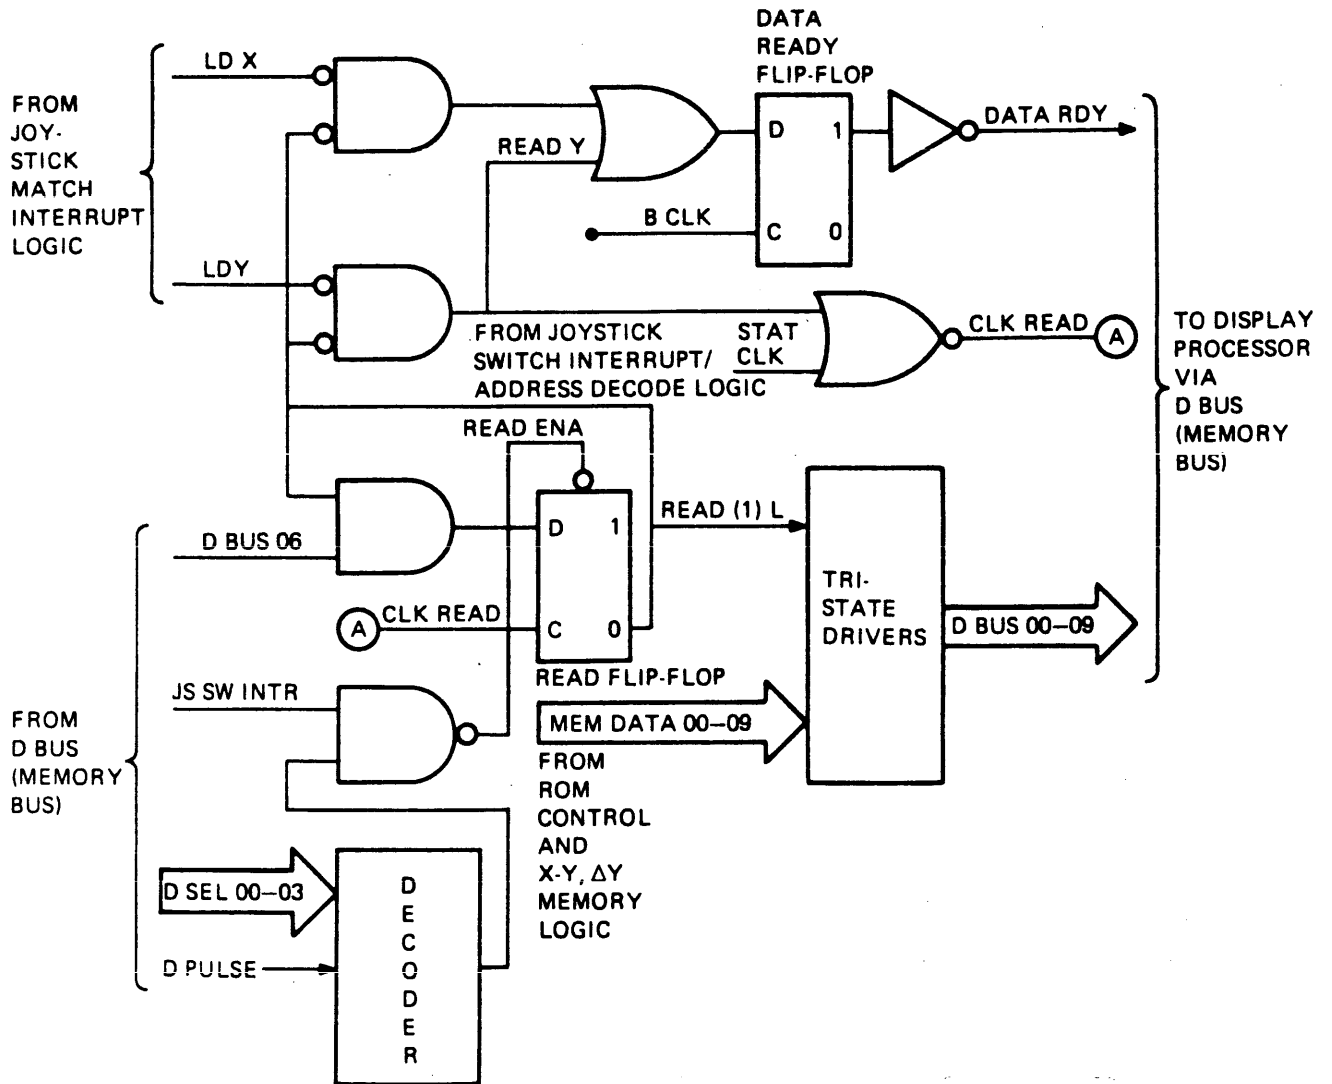 DATA
READY
FLIP-FLOP
LD X
FROM
JOY-
STICK
MATCH
INTERRUPT
LOGIC
D 1
DATA RDY
READ Y
B CLK
C 0
LDY
FROM JOYSTICK
SWITCH INTERRUPT/
ADDRESS DECODE LOGIC
STAT
CLK
CLK READ
A
TO DISPLAY
PROCESSOR
VIA
D BUS
(MEMORY
BUS)
READ ENA
D BUS 06
D 1
READ (1) L
A
CLK READ
C 0
READ FLIP-FLOP
TRI-
STATE
DRIVERS
D BUS 00–09
JS SW INTR
FROM
D BUS
(MEMORY
BUS)
MEM DATA 00–09
FROM
ROM
CONTROL
AND
X-Y, ΔY
MEMORY
LOGIC
D SEL 00–03
D PULSE
D
E
C
O
D
E
R